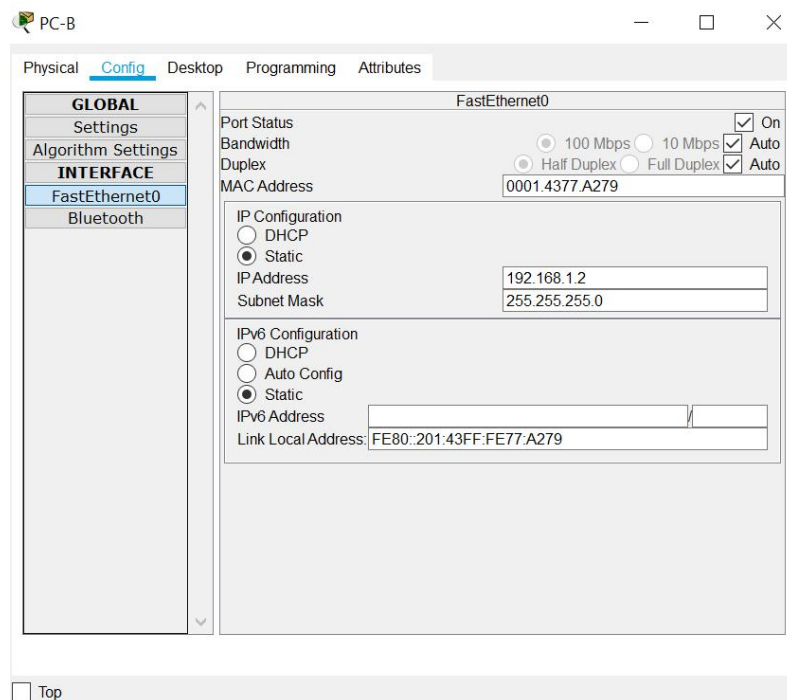 PC-B
Physical Config Desktop Programming Attributes
GLOBAL
Settings
Algorithm Settings
INTERFACE
FastEthernet0
Bluetooth
FastEthernet0
Port Status On
Bandwidth 100 Mbps 10 Mbps Auto
Duplex Half Duplex Full Duplex Auto
MAC Address 0001.4377.A279
IP Configuration
DHCP
Static
IP Address 192.168.1.2
Subnet Mask 255.255.255.0
IPv6 Configuration
DHCP
Auto Config
Static
IPv6 Address /
Link Local Address: FE80::201:43FF:FE77:A279
Top